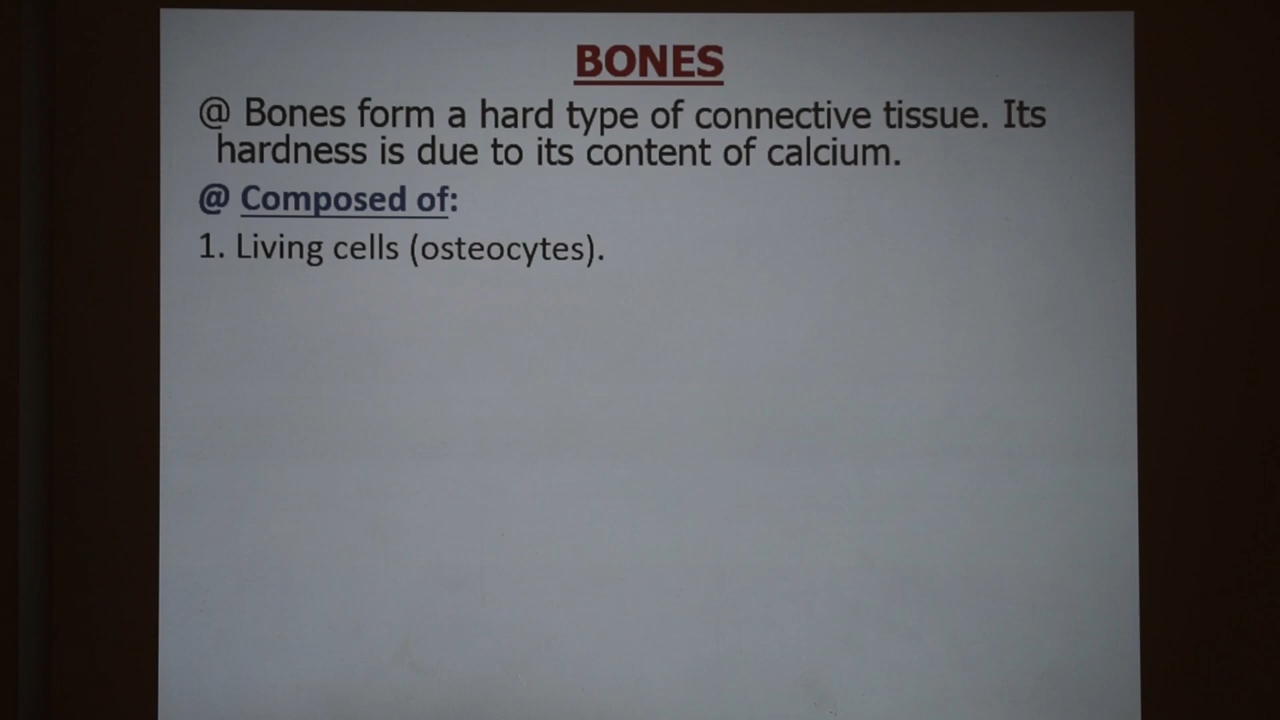 BONES
@ Bones form a hard type of connective tissue. Its
hardness is due to its content of calcium.
@ Composed of:
1. Living cells (osteocytes).